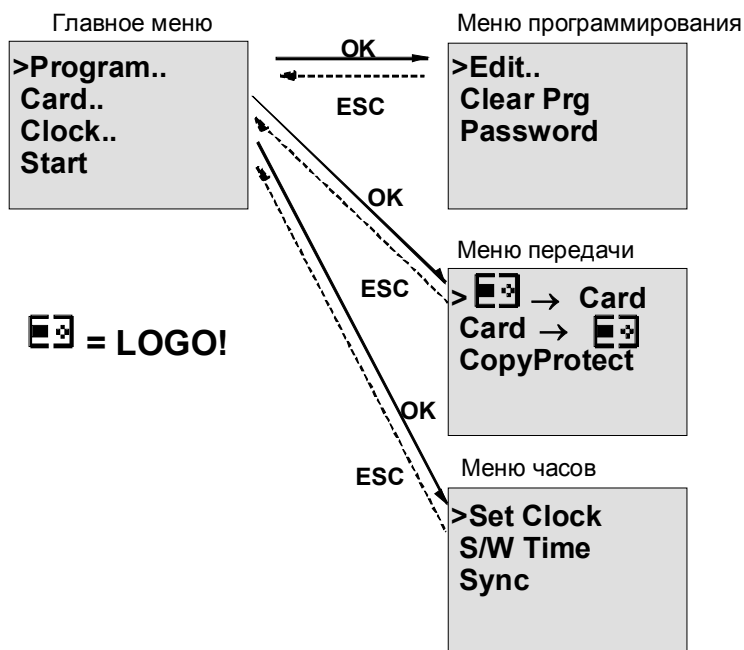 Главное меню
>Program..
Card..
Clock..
Start
OK
ESC
Меню программирования
>Edit..
Clear Prg
Password
OK
ESC
Меню передачи
> → Card
Card →
CopyProtect
= LOGO!
OK
ESC
Меню часов
>Set Clock
S/W Time
Sync